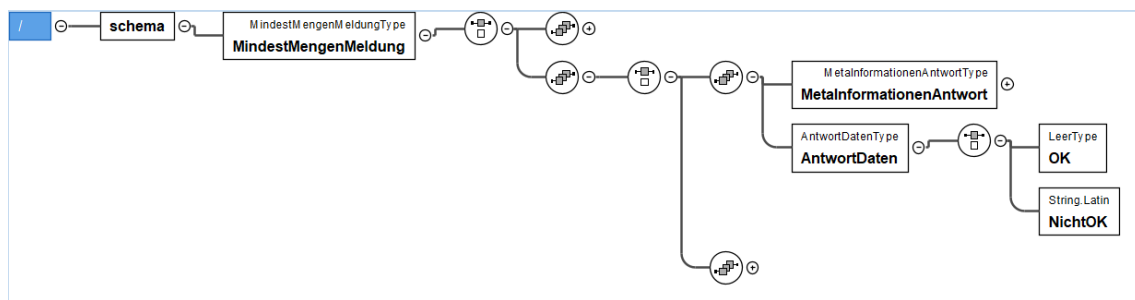 /
schema
MindestMengenMeldungType
MindestMengenMeldung
MetaInformationenAntwortType
MetaInformationenAntwort
AntwortDatenType
AntwortDaten
LeerType
OK
String.Latin
NichtOK